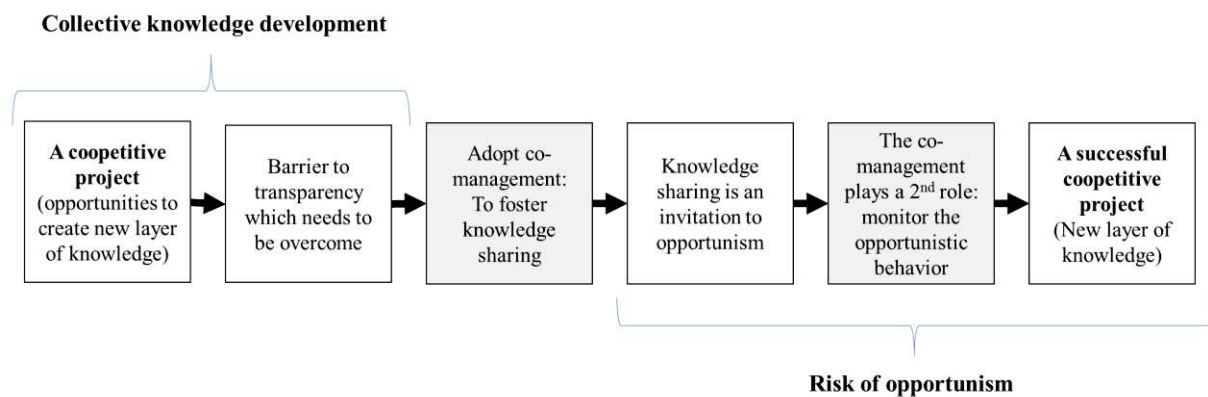 Collective knowledge development
A coopetitive
project
(opportunities to
create new layer
of knowledge)
Barrier to
transparency
which needs to
be overcome
Adopt co-
management:
To foster
knowledge
sharing
Knowledge
sharing is an
invitation to
opportunism
The co-
management
plays a 2nd role:
monitor the
opportunistic
behavior
A successful
coopetitive
project
(New layer of
knowledge)
Risk of opportunism